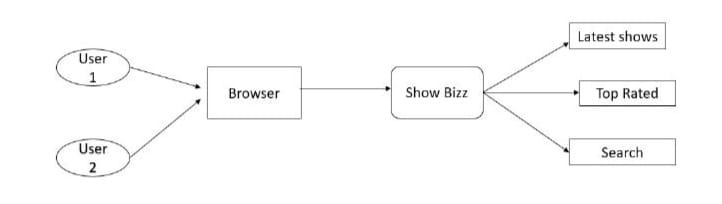 User
1
Browser
Show Bizz
Latest shows
Top Rated
Search
User
2